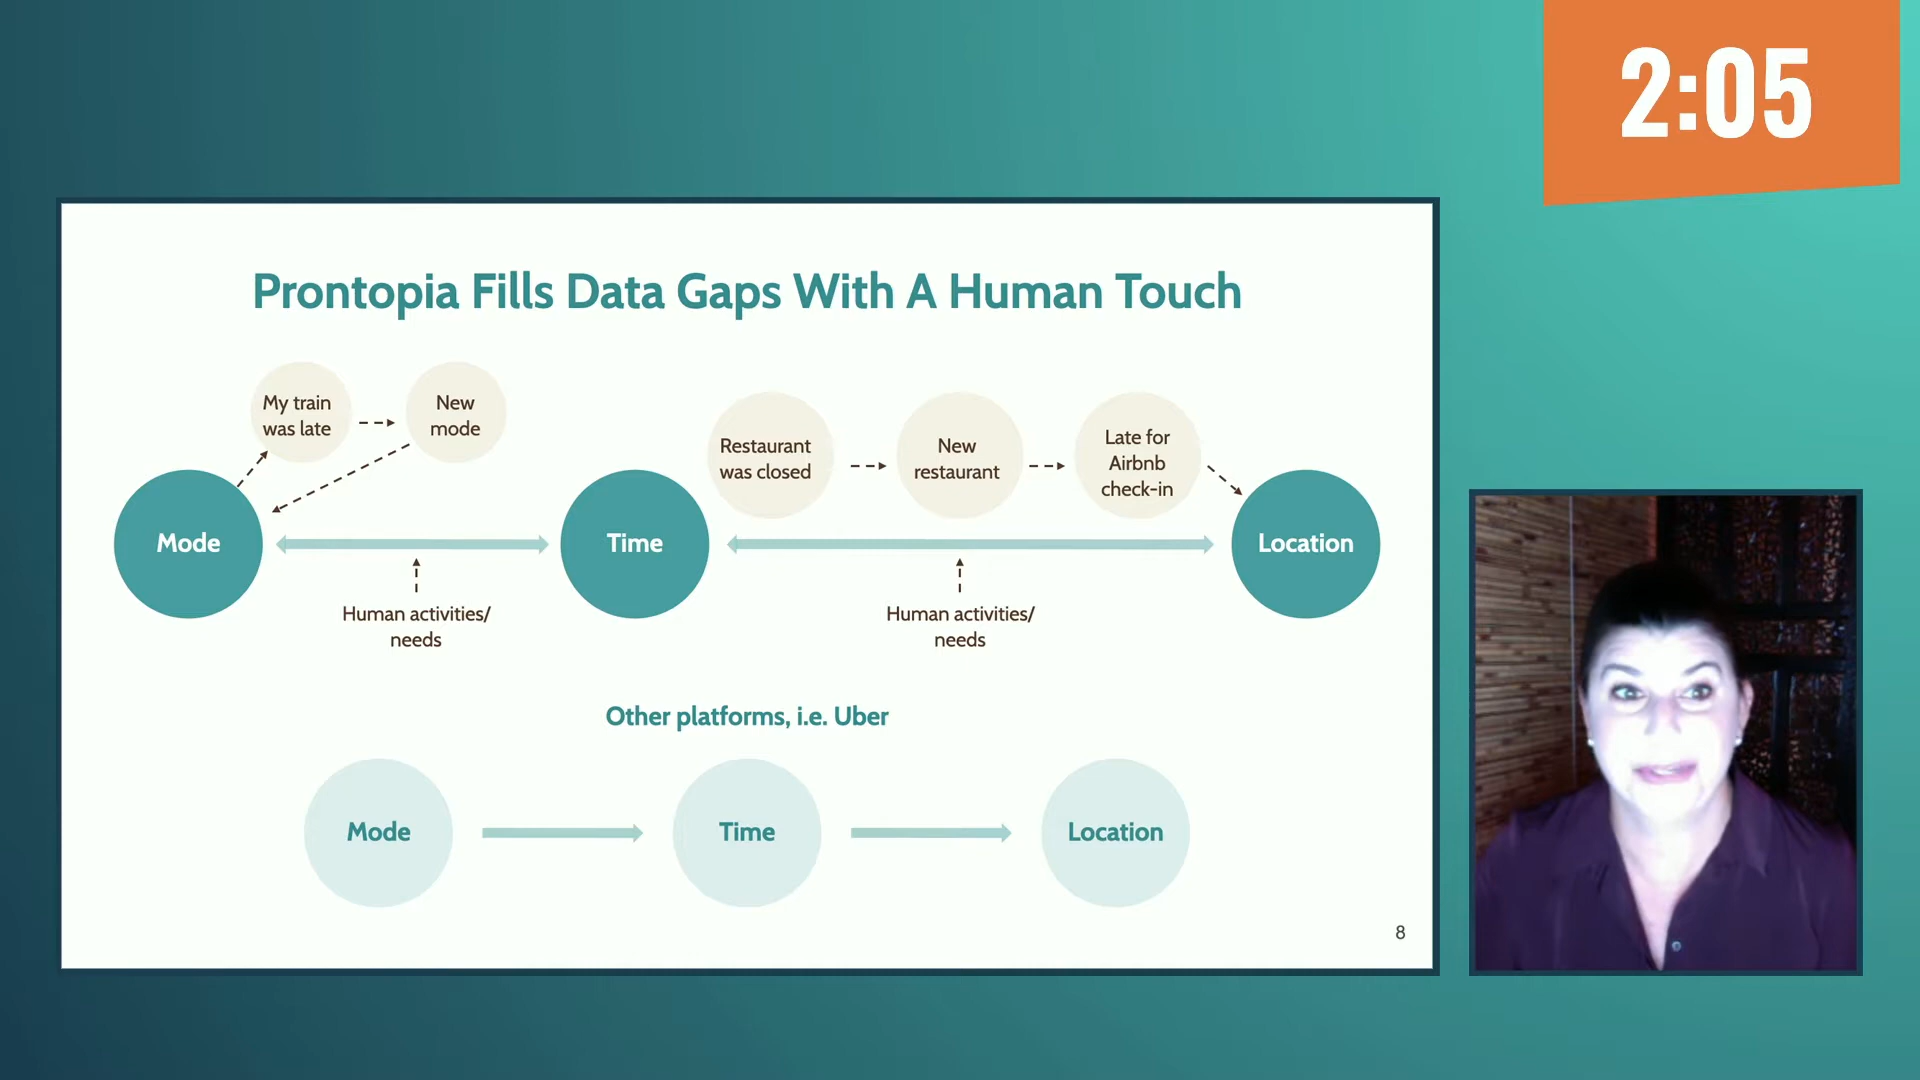 2:05
Prontopia Fills Data Gaps With A Human Touch
My train
was late
New
mode
Restaurant
was closed
New
restaurant
Late for
Airbnb
check-in
Mode
Time
Location
Human activities/
needs
Human activities/
needs
Other platforms, i.e. Uber
Mode
Time
Location
8